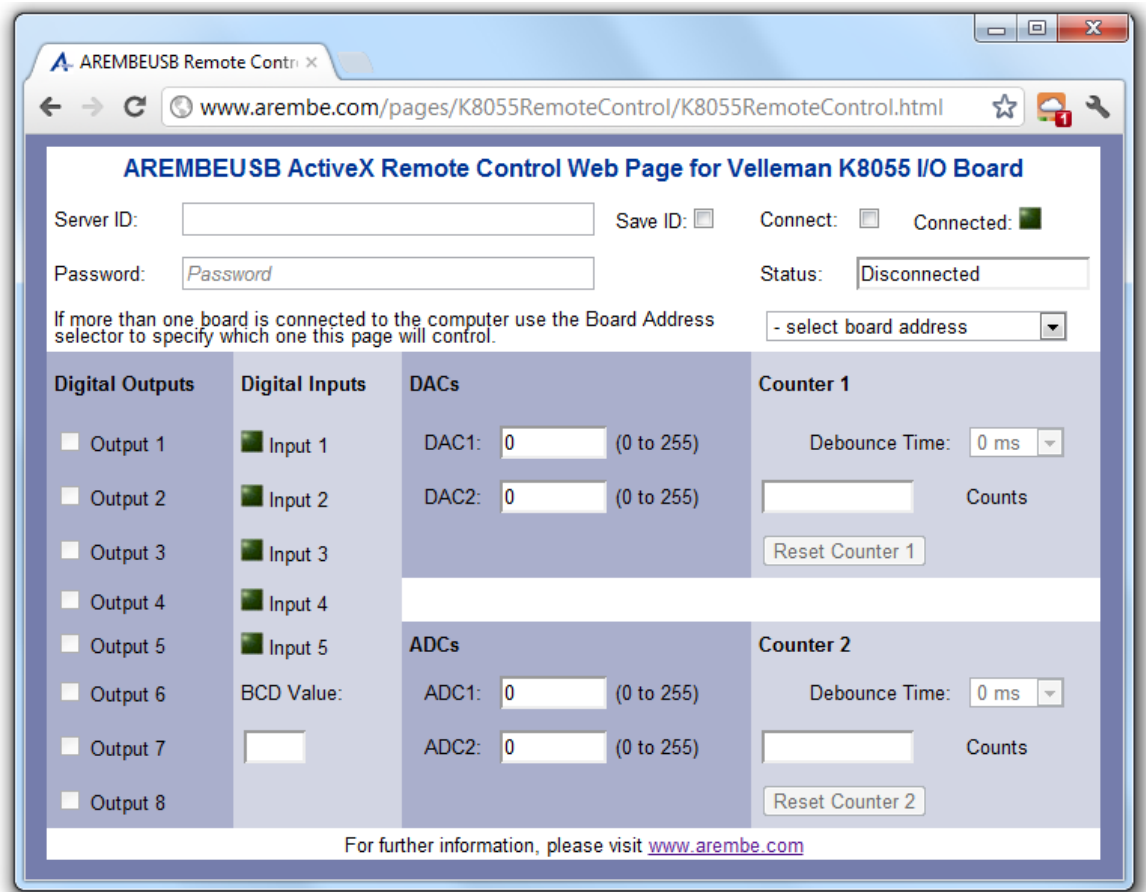 AREMBEUSB Remote Contr
www.arembe.com/pages/K8055RemoteControl/K8055RemoteControl.html
1
AREMBEUSB ActiveX Remote Control Web Page for Velleman K8055 I/O Board
Server ID: Save ID: Connect: Connected:
Password: Password Status: Disconnected
If more than one board is connected to the computer use the Board Address
selector to specify which one this page will control.
- select board address
Digital Outputs Digital Inputs DACs Counter 1
Output 1 Input 1 DAC1: 0 (0 to 255) Debounce Time: 0 ms
Output 2 Input 2 DAC2: 0 (0 to 255) Counts
Output 3 Input 3 Reset Counter 1
Output 4 Input 4
Output 5 Input 5 ADCs Counter 2
Output 6 BCD Value: ADC1: 0 (0 to 255) Debounce Time: 0 ms
Output 7 ADC2: 0 (0 to 255) Counts
Output 8 Reset Counter 2
For further information, please visit www.arembe.com